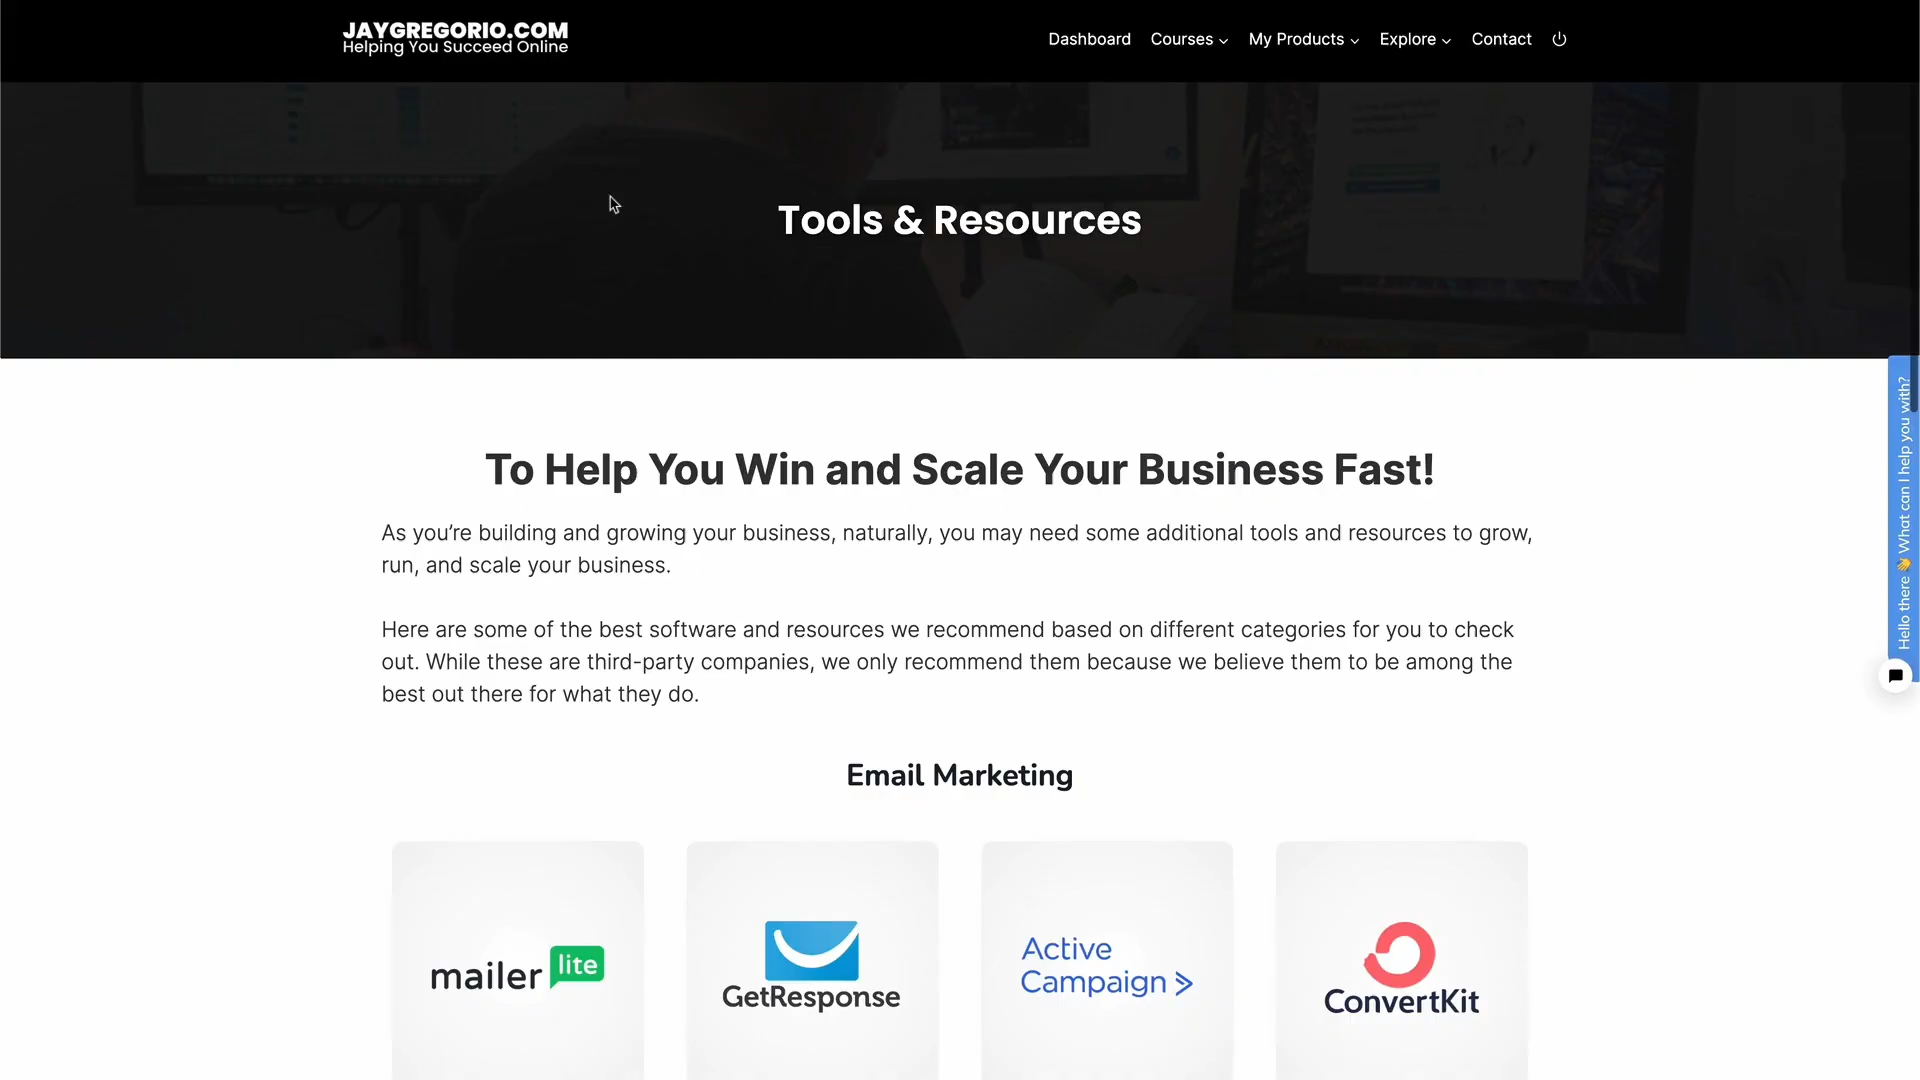 JAYGREGORIO.COM
Helping You Succeed Online
Dashboard Courses My Products Explore Contact
Tools & Resources
To Help You Win and Scale Your Business Fast!
As you’re building and growing your business, naturally, you may need some additional tools and resources to grow,
run, and scale your business.
Here are some of the best software and resources we recommend based on different categories for you to check
out. While these are third-party companies, we only recommend them because we believe them to be among the
best out there for what they do.
Email Marketing
mailer lite
GetResponse
Active
Campaign
ConvertKit
Hello there 👋 What can I help you with?